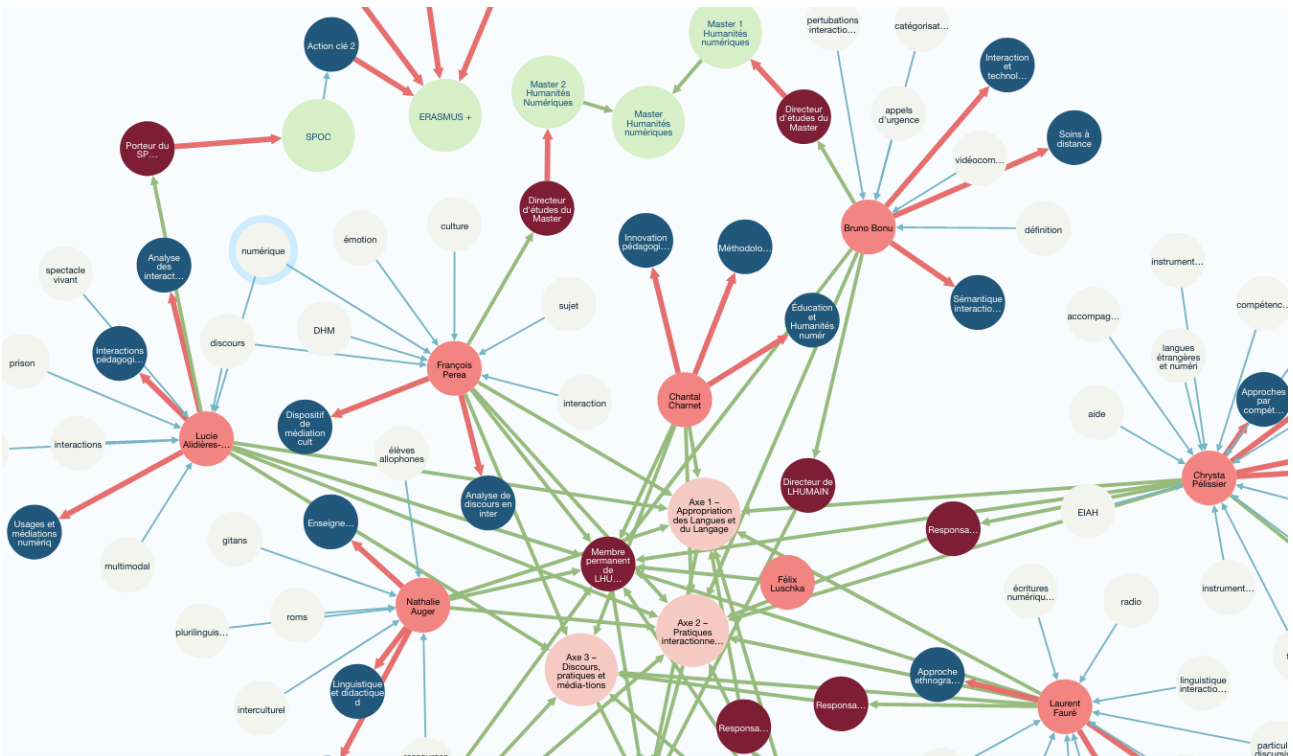 Action clé 2
ERASMUS +
SPOC
Porteur du
SP…
Master 2
Humanités
Numériques
Master 1
Humanités
numériques
Master
Humanités
numériques
Directeur
d'études du
Master
Directeur
d'études du
Master
pertubations
interactio…
catégorisat…
appels
d'urgence
Interaction
et
technol…
Soins à
distance
vidéocom…
Bruno Bonu
définition
Sémantique
interactio…
Analyse
des
interact…
numérique
émotion
culture
sujet
DHM
discours
François
Perea
interaction
spectacle
vivant
Interactions
pédagogi…
prison
Lucie
Alidières-…
interactions
Dispositif
de
médiation
cult
élèves
allophones
Analyse de
discours en
inter
Innovation
pédagogi…
Méthodolo…
Éducation
et
Humanités
numér
Chantal
Charnet
instrument…
compétenc…
accompag…
langues
étrangères
et numéri
Approches
par
compét…
aide
Chrysta
Pélissier
EIAH
instrument…
Usages et
médiations
numériq
multimodal
Enseigne…
gitans
Nathalie
Auger
roms
plurilinguis…
Linguistique
et didactique
d
interculturel
Directeur de
LHUMAIN
Axe 1 –
Appropriation
des Langues et
du Langage
Responsa…
Membre
permanent
de
LHU…
Félix
Luschka
Axe 2 –
Pratiques
interactionne…
Axe 3 –
Discours,
pratiques et
média-tions
Responsa…
Responsa…
écritures
numériqu…
radio
Approche
ethnogra…
Laurent
Fauré
linguistique
interactio…